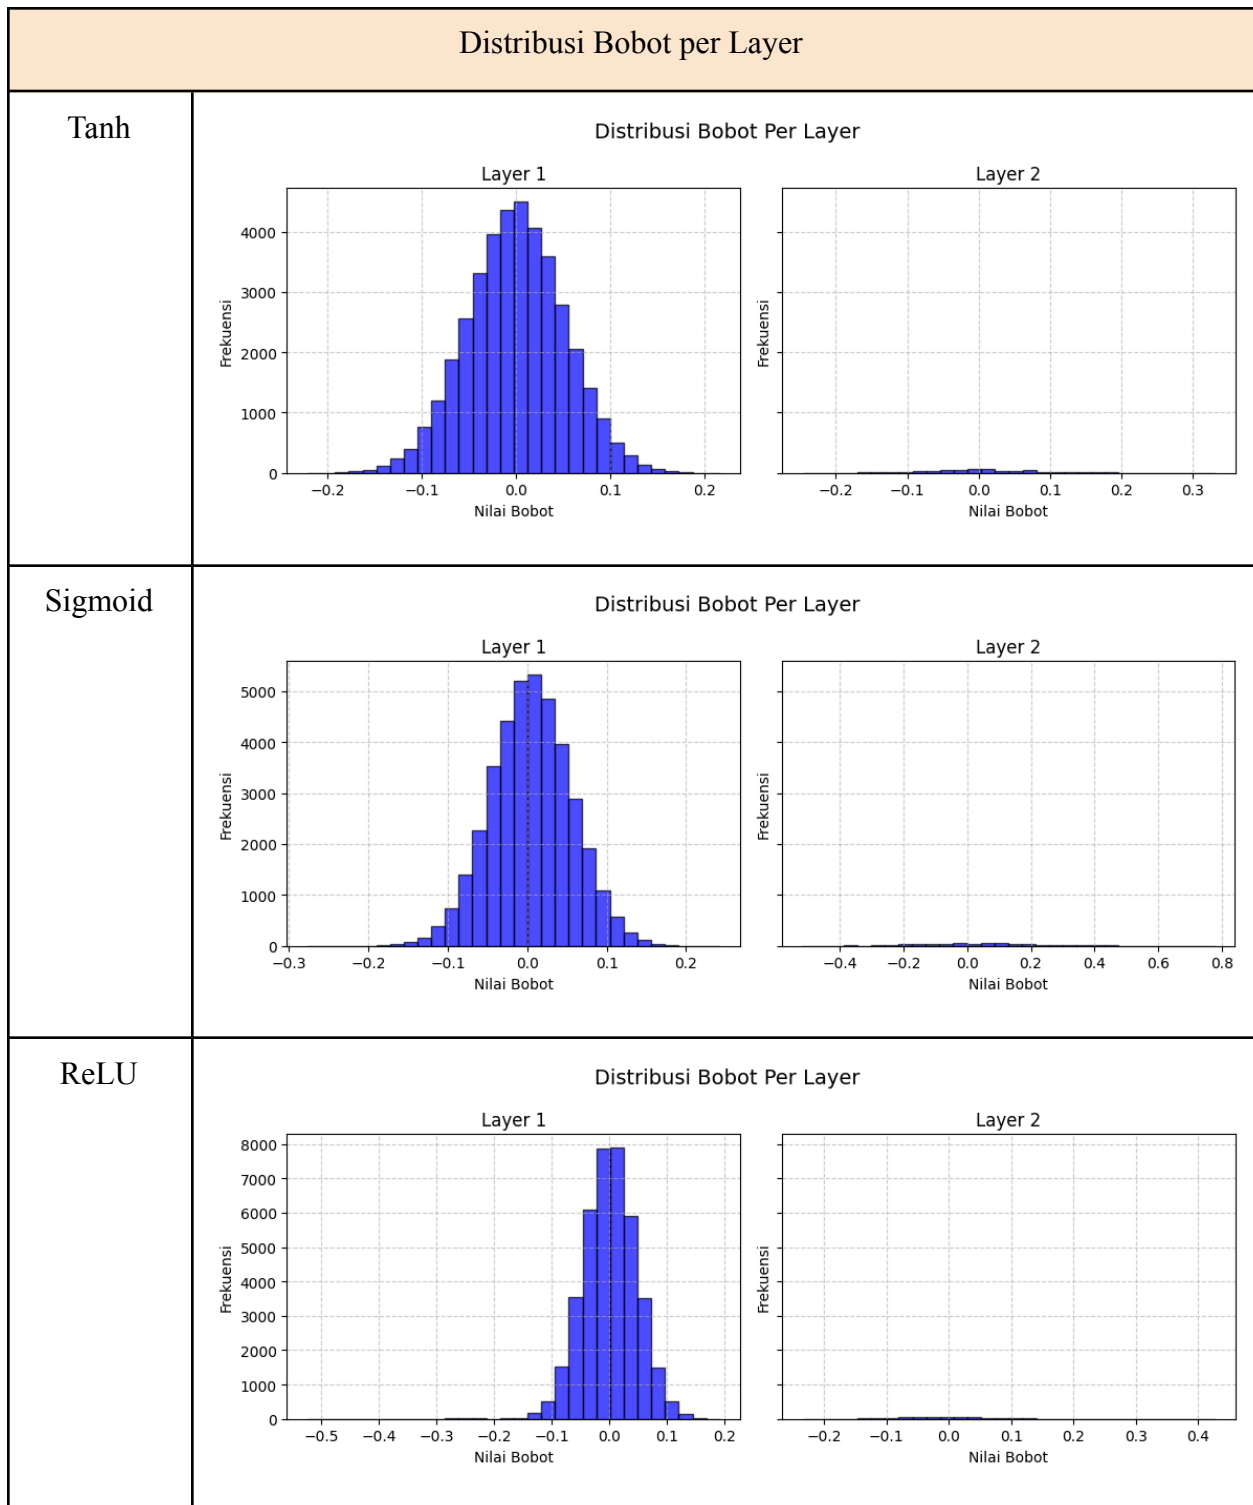 Distribusi Bobot per Layer
Tanh
Distribusi Bobot Per Layer
Layer 1
Layer 2
Frekuensi
4000
3000
2000
1000
0
−0.2 −0.1 0.0 0.1 0.2
Nilai Bobot
Frekuensi
−0.2 −0.1 0.0 0.1 0.2 0.3
Nilai Bobot
Sigmoid
Distribusi Bobot Per Layer
Layer 1
Layer 2
Frekuensi
5000
4000
3000
2000
1000
0
−0.3 −0.2 −0.1 0.0 0.1 0.2
Nilai Bobot
Frekuensi
−0.4 −0.2 0.0 0.2 0.4 0.6 0.8
Nilai Bobot
ReLU
Distribusi Bobot Per Layer
Layer 1
Layer 2
Frekuensi
8000
7000
6000
5000
4000
3000
2000
1000
0
−0.5 −0.4 −0.3 −0.2 −0.1 0.0 0.1 0.2
Nilai Bobot
Frekuensi
−0.2 −0.1 0.0 0.1 0.2 0.3 0.4
Nilai Bobot